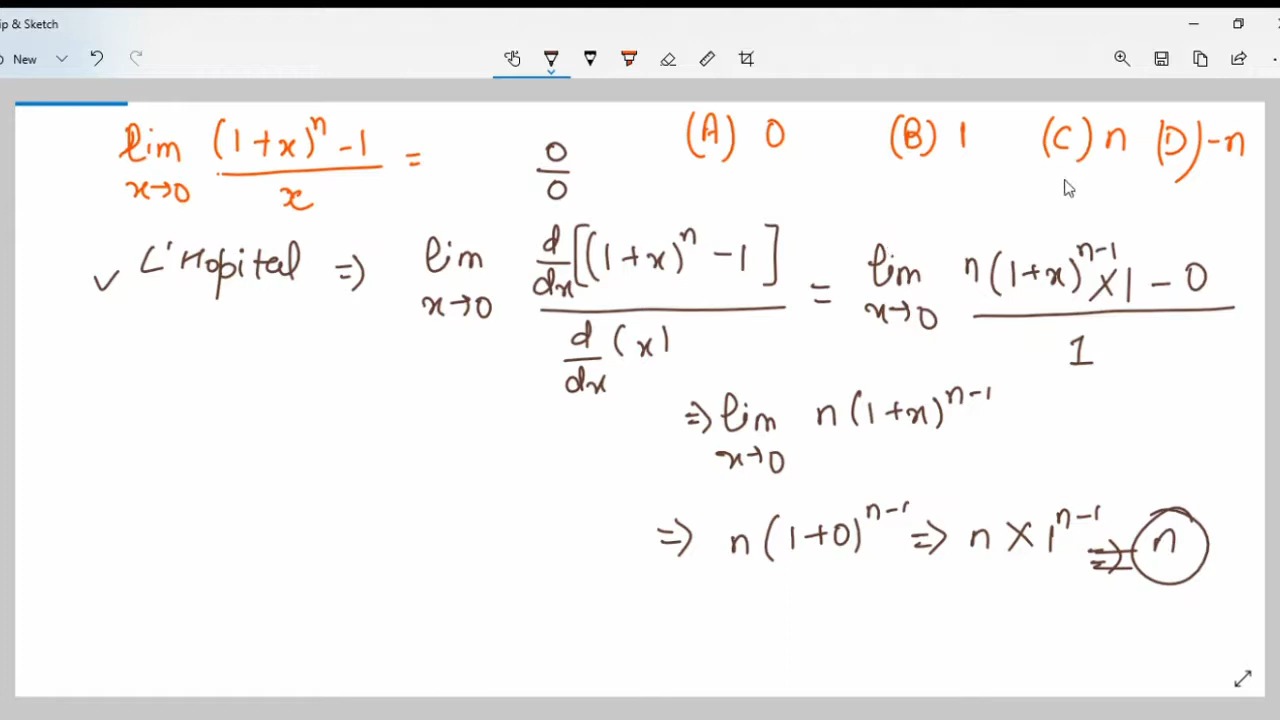 ip & Sketch
New
lim x→0 ((1+x)^n -1)/x = 0/0 (A) 0 (B) 1 (C) n (D) -n
✓ L'Hopital ⇒ lim x→0 (d/dx[(1+x)^n -1])/(d/dx (x)) = lim x→0 (n(1+x)^(n-1) × 1 - 0)/1
⇒ lim x→0 n(1+x)^(n-1)
⇒ n(1+0)^(n-1) ⇒ n × 1^(n-1) ⇒ n